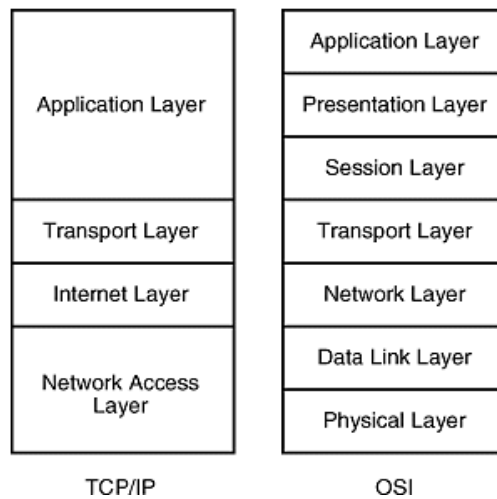 Application Layer
Transport Layer
Internet Layer
Network Access
Layer
TCP/IP
Application Layer
Presentation Layer
Session Layer
Transport Layer
Network Layer
Data Link Layer
Physical Layer
OSI